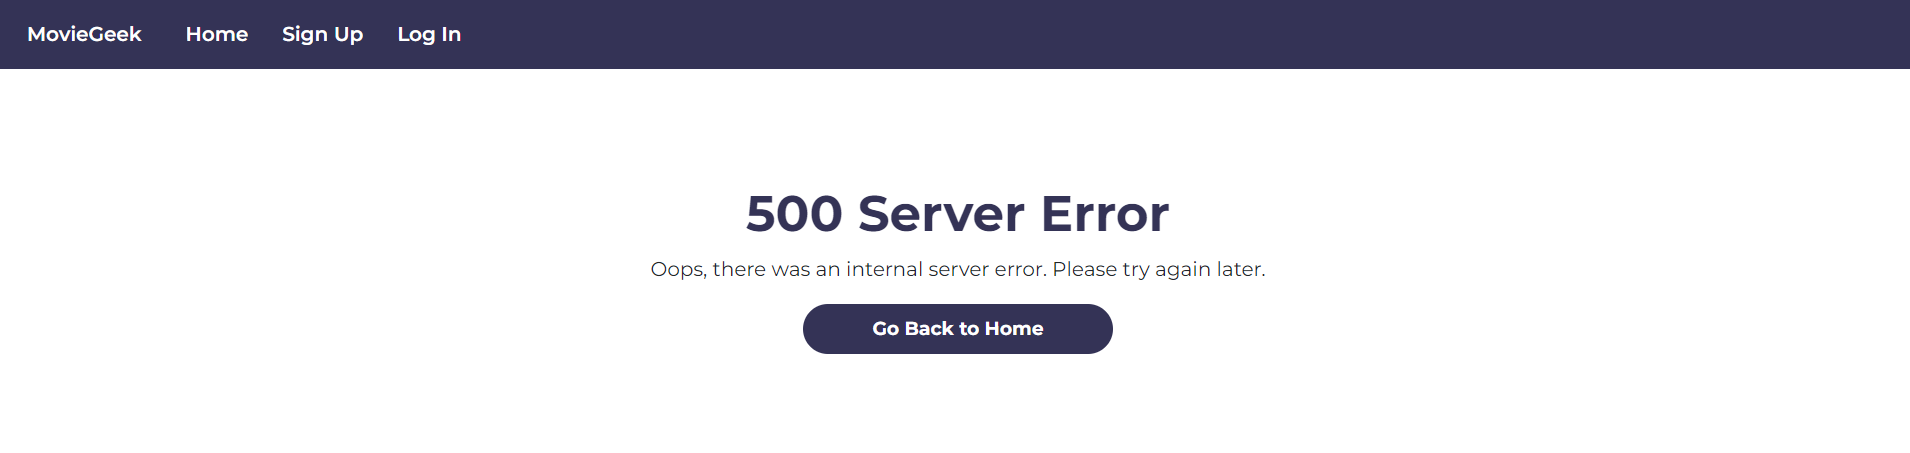 MovieGeek Home Sign Up Log In
500 Server Error
Oops, there was an internal server error. Please try again later.
Go Back to Home